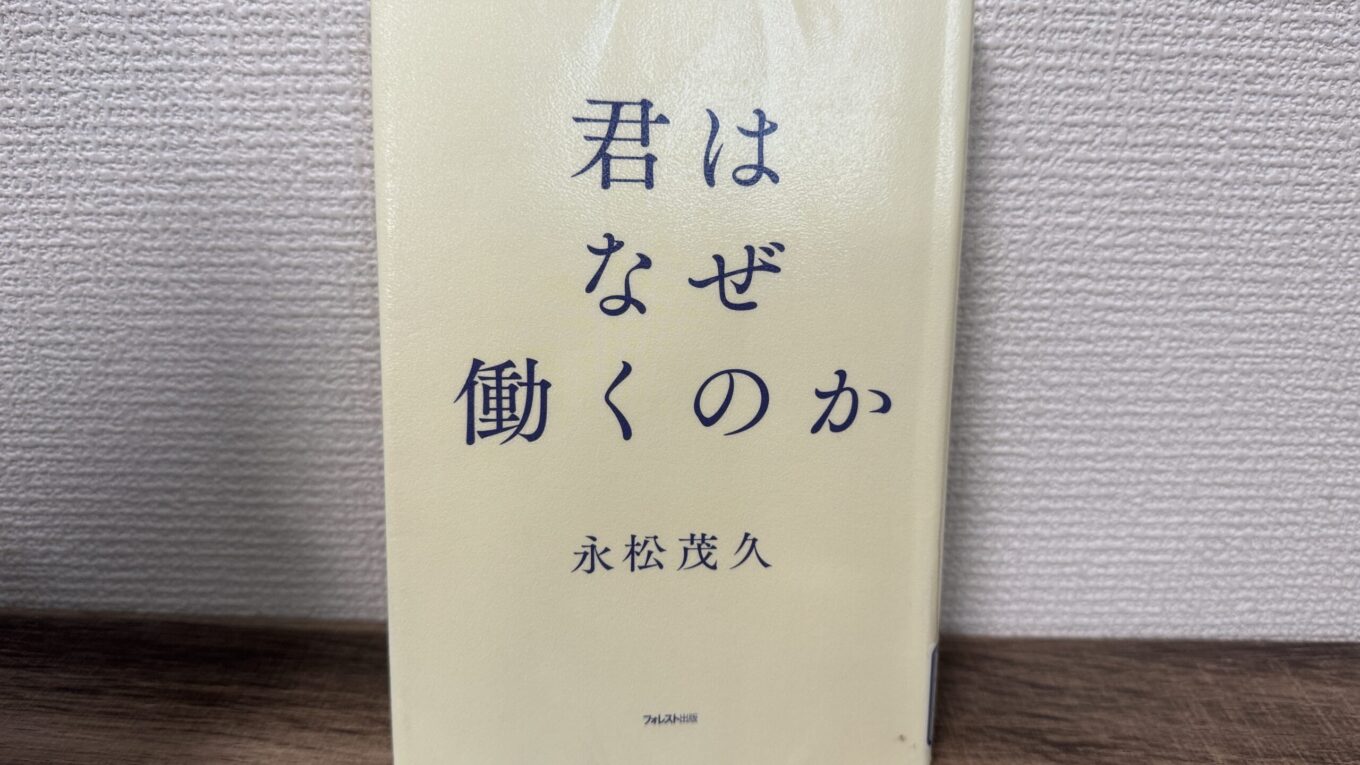 君は
なぜ
働くのか
永松茂久
フォレスト出版